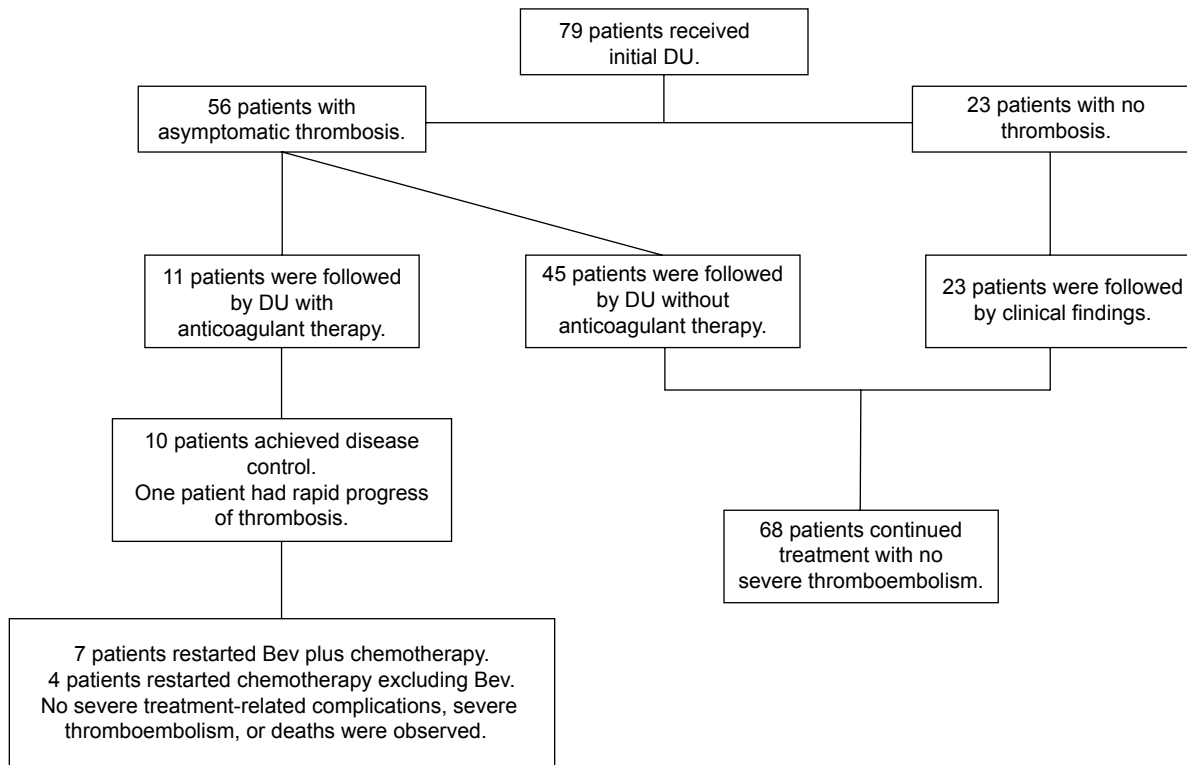 79 patients received
initial DU.
56 patients with
asymptomatic thrombosis.
23 patients with no
thrombosis.
11 patients were followed
by DU with
anticoagulant therapy.
45 patients were followed
by DU without
anticoagulant therapy.
23 patients were followed
by clinical findings.
10 patients achieved disease
control.
One patient had rapid progress
of thrombosis.
68 patients continued
treatment with no
severe thromboembolism.
7 patients restarted Bev plus chemotherapy.
4 patients restarted chemotherapy excluding Bev.
No severe treatment-related complications, severe
thromboembolism, or deaths were observed.